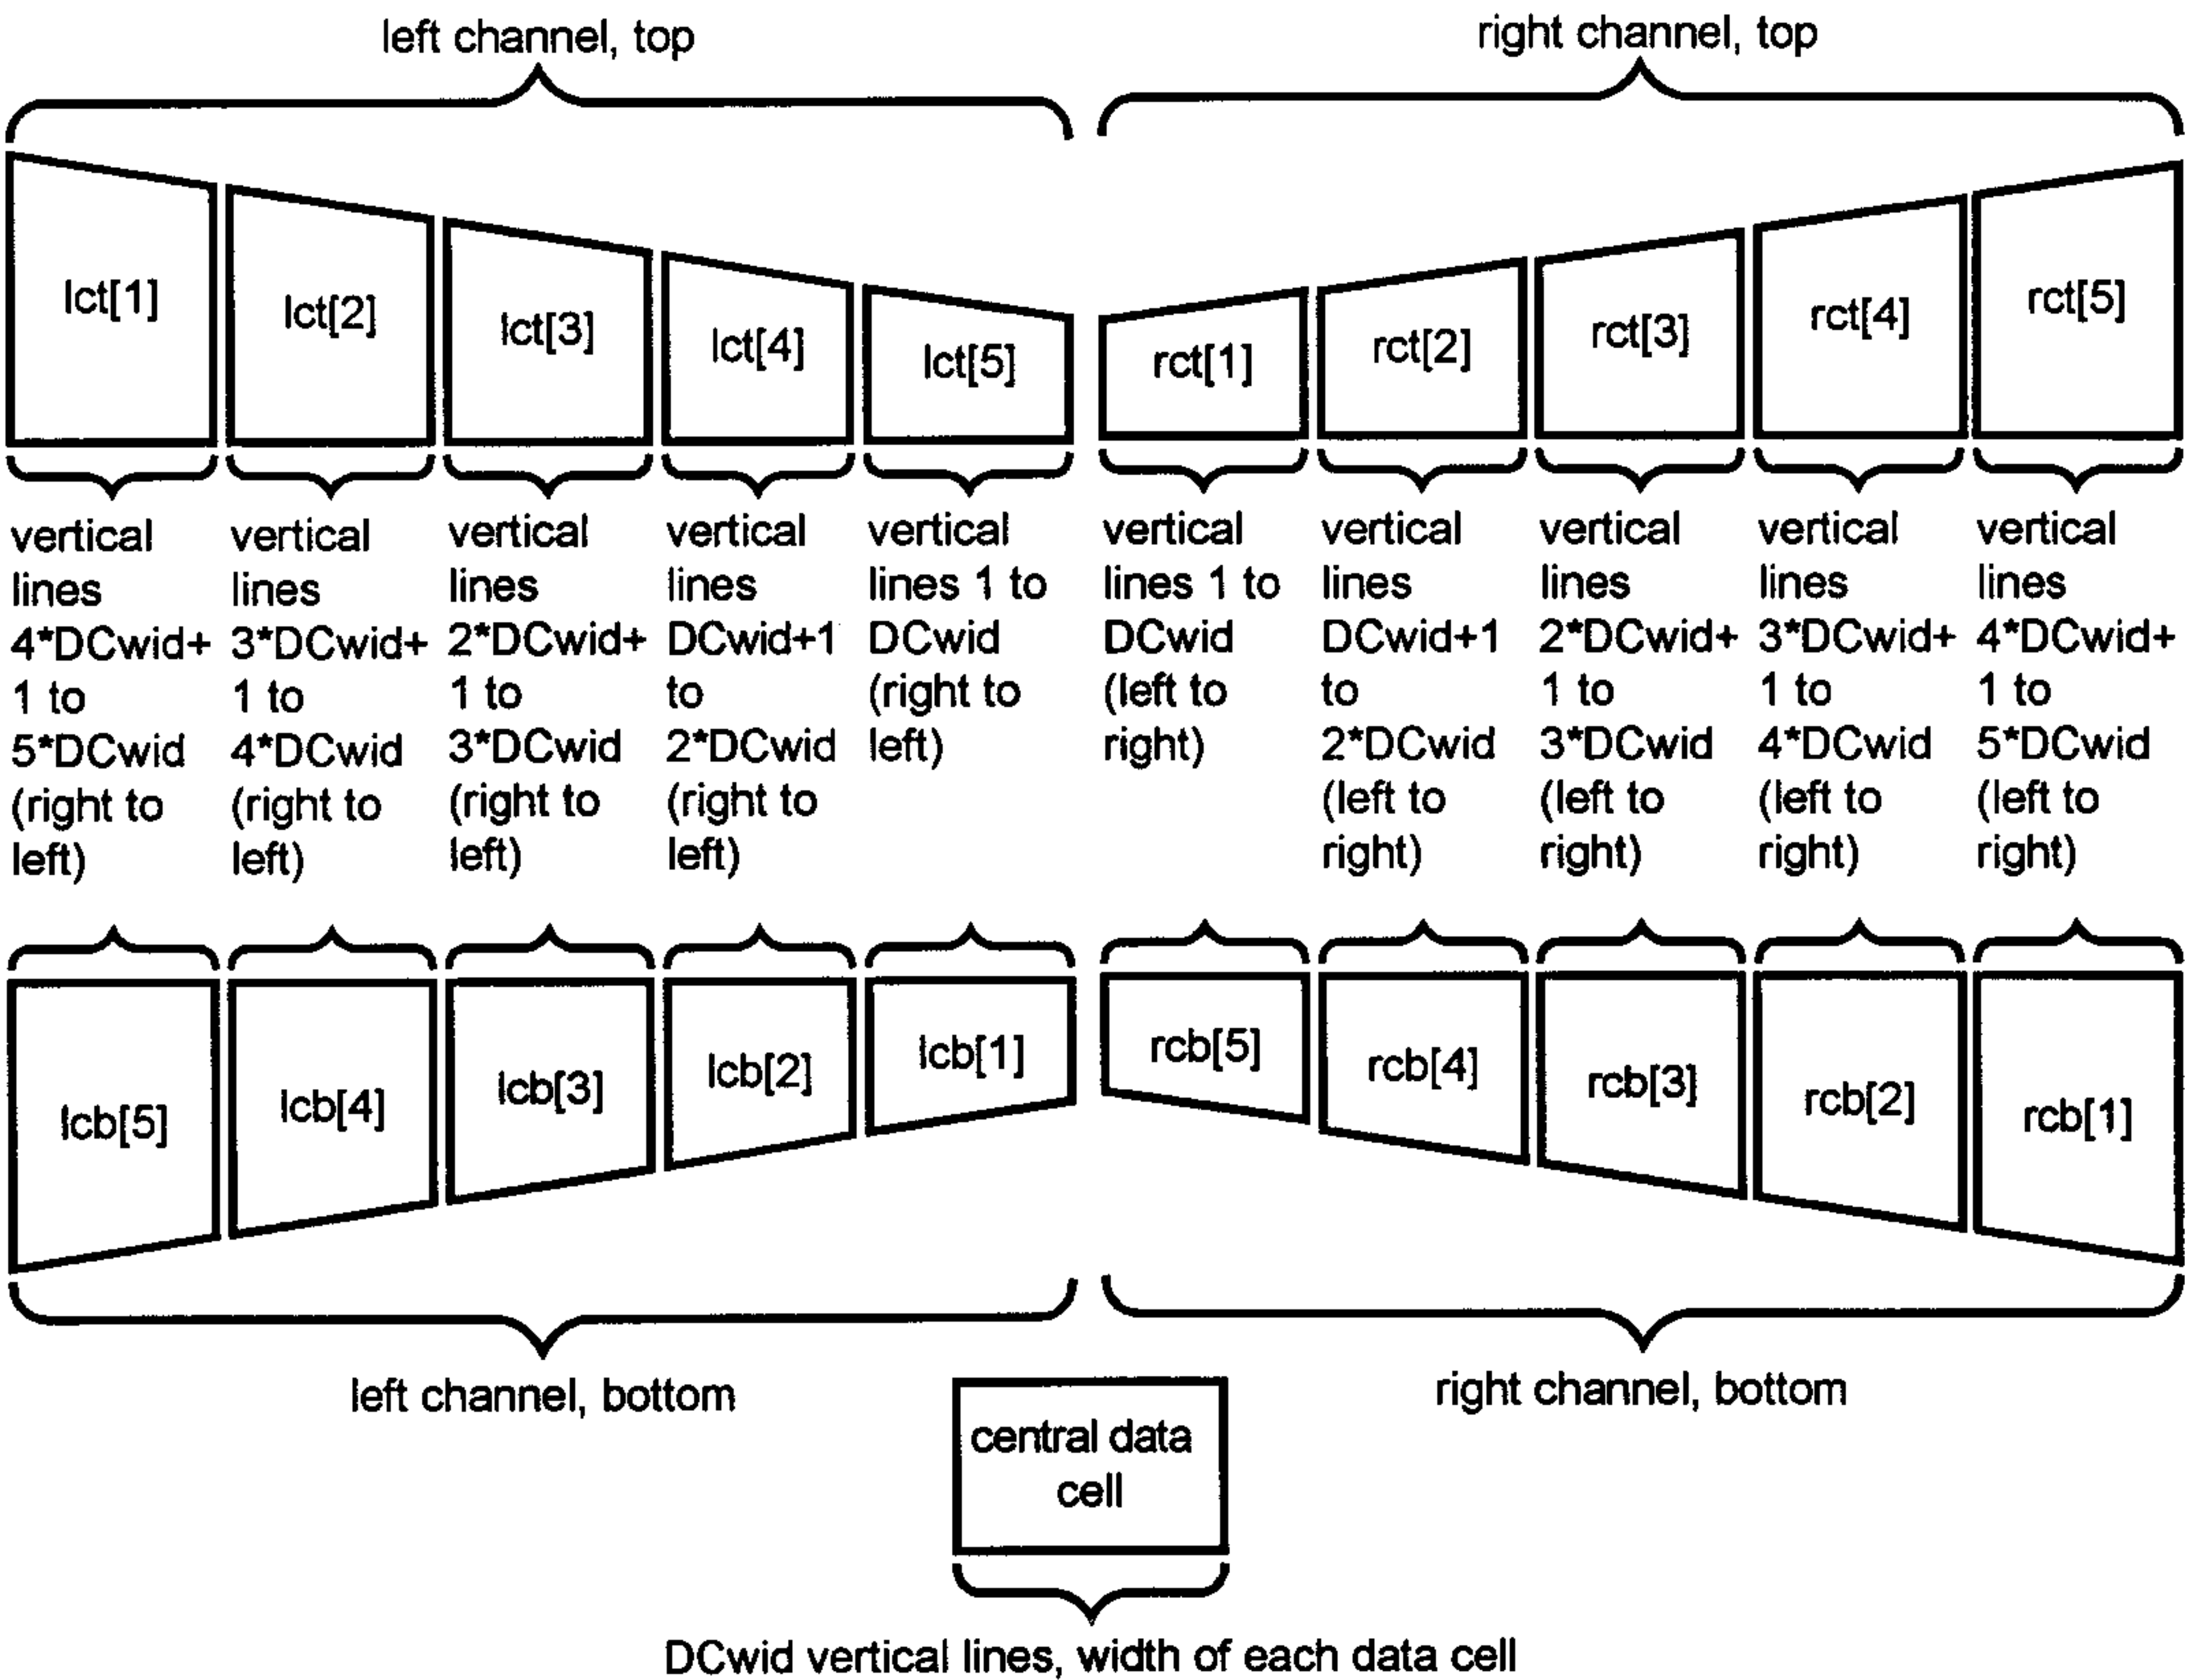 left channel, top
right channel, top
lct[1]
lct[2]
lct[3]
lct[4]
lct[5]
rct[1]
rct[2]
rct[3]
rct[4]
rct[5]
vertical
lines
4*DCwid+
1 to
5*DCwid
(right to
left)
vertical
lines
3*DCwid+
1 to
4*DCwid
(right to
left)
vertical
lines
2*DCwid+
1 to
3*DCwid
(right to
left)
vertical
lines
DCwid+1
to
2*DCwid
(right to
left)
vertical
lines 1 to
DCwid
(right to
left)
vertical
lines 1 to
DCwid
(left to
right)
vertical
lines
DCwid+1
to
2*DCwid
(left to
right)
vertical
lines
2*DCwid+
1 to
3*DCwid
(left to
right)
vertical
lines
3*DCwid+
1 to
4*DCwid
(left to
right)
vertical
lines
4*DCwid+
1 to
5*DCwid
(left to
right)
lcb[5]
lcb[4]
lcb[3]
lcb[2]
lcb[1]
rcb[5]
rcb[4]
rcb[3]
rcb[2]
rcb[1]
left channel, bottom
right channel, bottom
central data
cell
DCwid vertical lines, width of each data cell